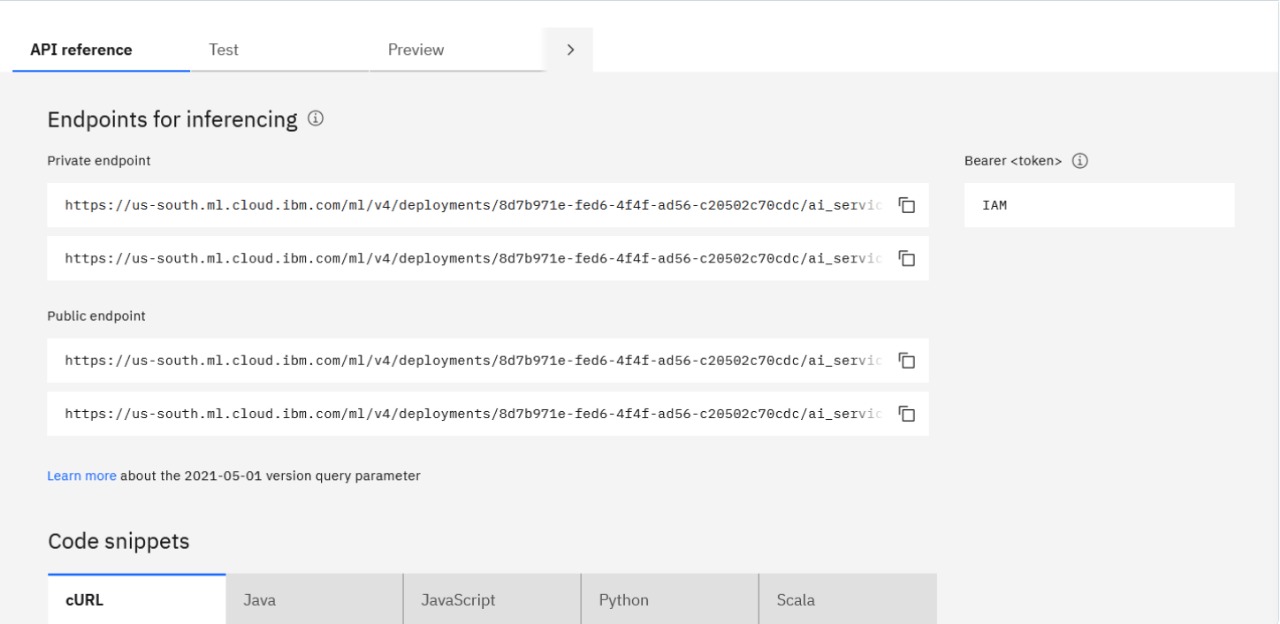 API reference Test Preview
Endpoints for inferencing
Private endpoint Bearer <token>
https://us-south.ml.cloud.ibm.com/ml/v4/deployments/8d7b971e-fed6-4f4f-ad56-c20502c70cdc/ai_servic IAM
https://us-south.ml.cloud.ibm.com/ml/v4/deployments/8d7b971e-fed6-4f4f-ad56-c20502c70cdc/ai_servic
Public endpoint
https://us-south.ml.cloud.ibm.com/ml/v4/deployments/8d7b971e-fed6-4f4f-ad56-c20502c70cdc/ai_servic
https://us-south.ml.cloud.ibm.com/ml/v4/deployments/8d7b971e-fed6-4f4f-ad56-c20502c70cdc/ai_servic
Learn more about the 2021-05-01 version query parameter
Code snippets
cURL Java JavaScript Python Scala